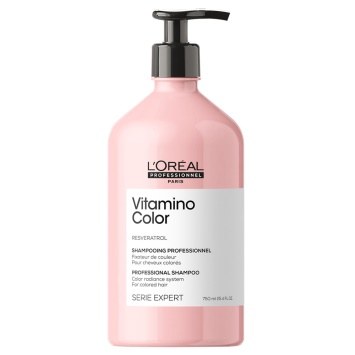 L'ORÉAL
PROFESSIONNEL
PARIS
Vitamino
Color
RESVERATROL
SHAMPOOING PROFESSIONNEL
Fixateur de couleur
Pour cheveux colorés
PROFESSIONAL SHAMPOO
Color radiance system
For colored hair
SERIE EXPERT
750 ml